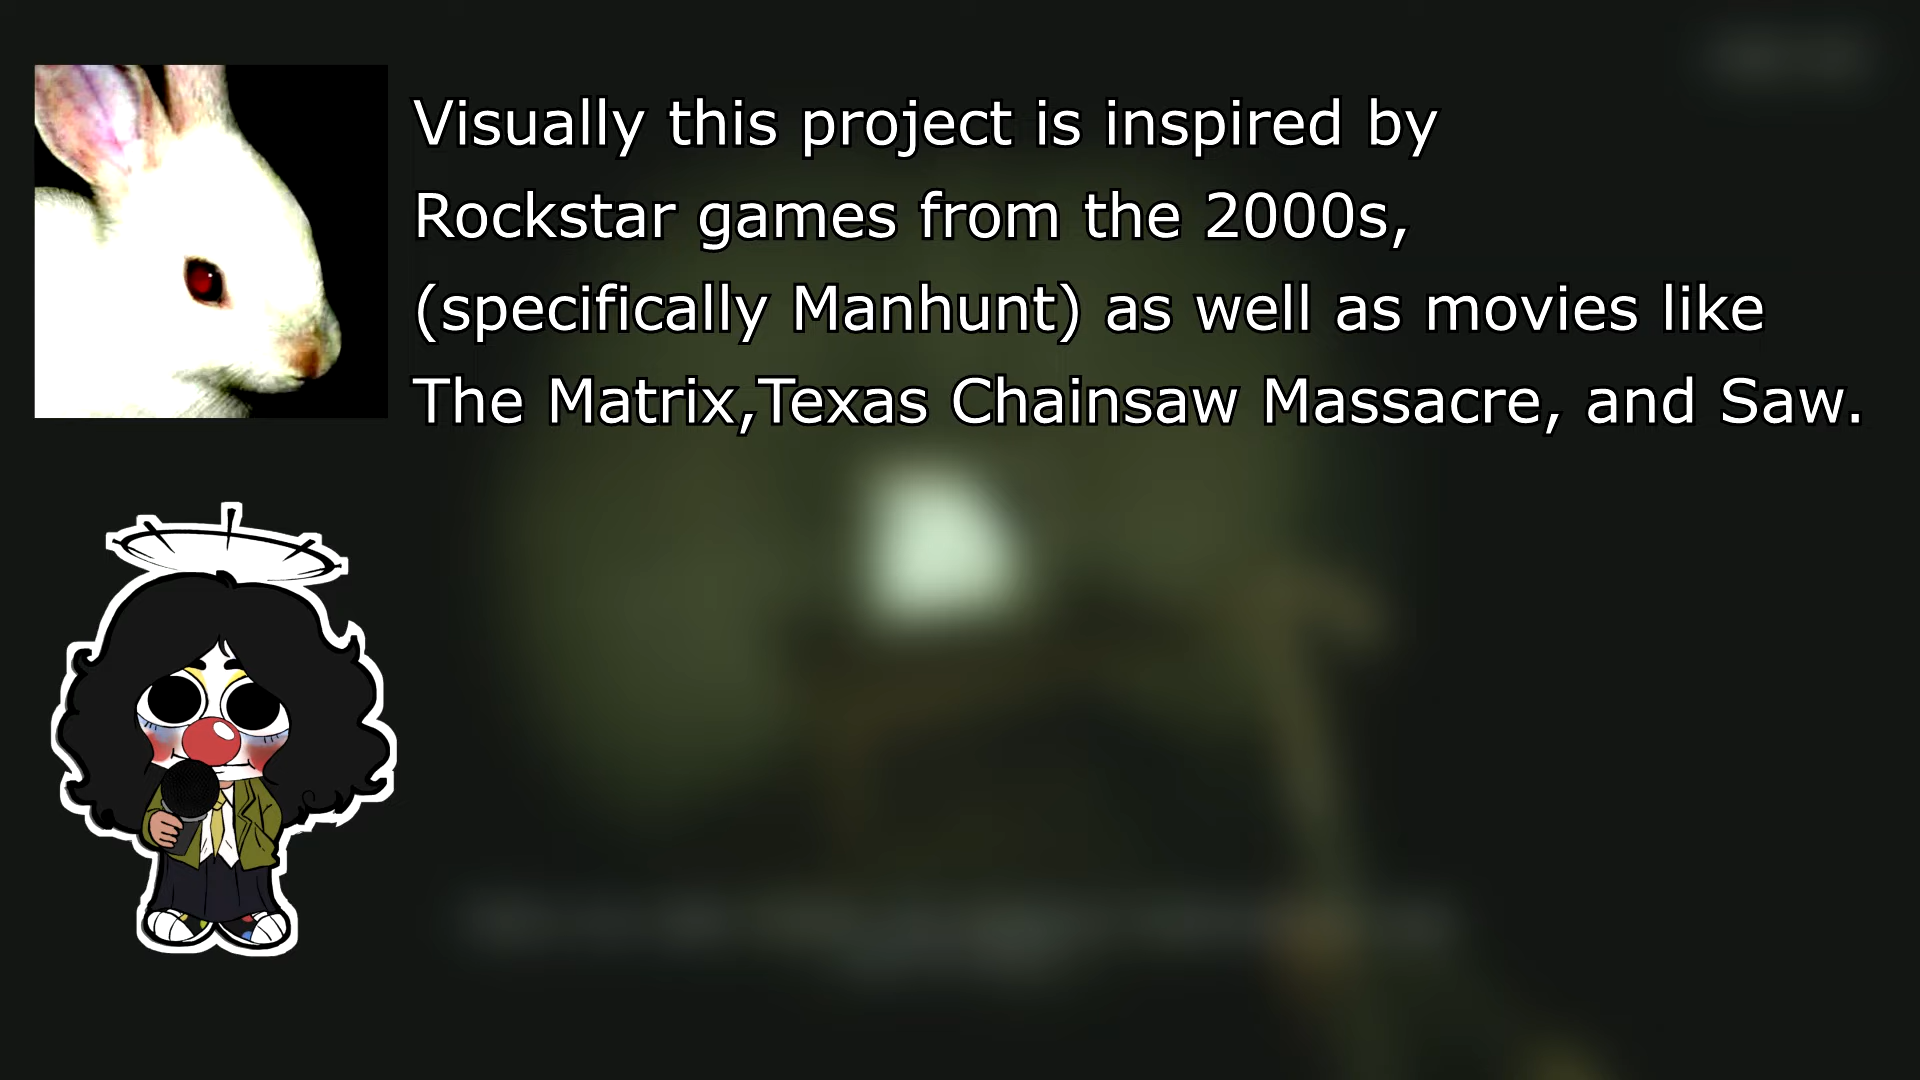 Visually this project is inspired by
Rockstar games from the 2000s,
(specifically Manhunt) as well as movies like
The Matrix,Texas Chainsaw Massacre, and Saw.